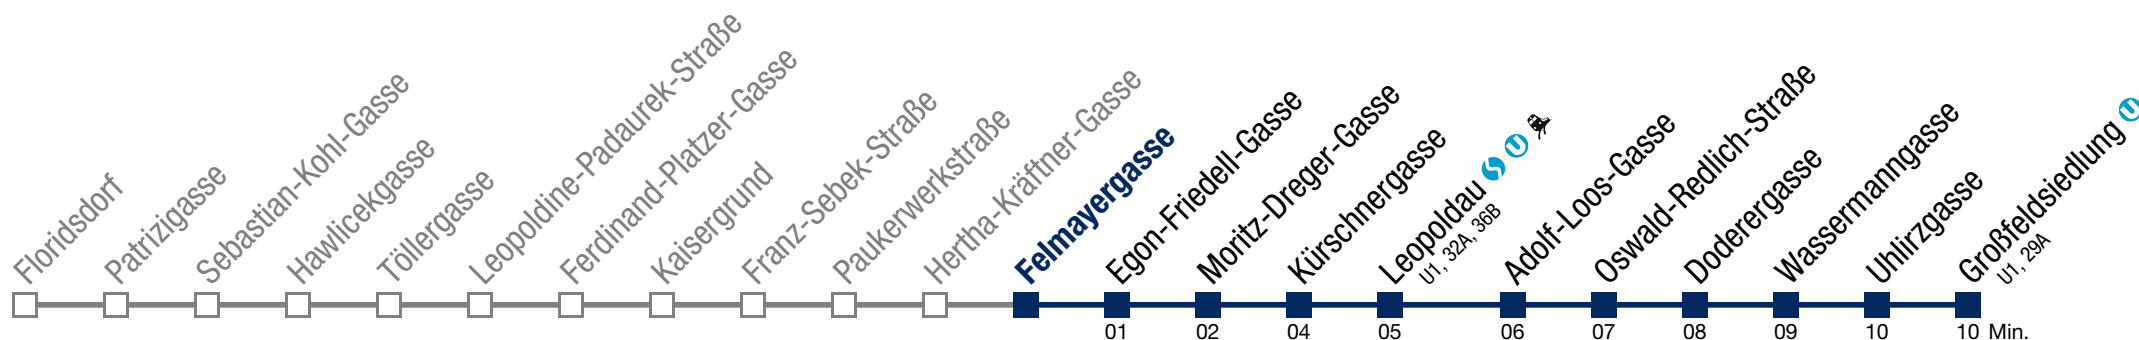 Floridsdorf
Patrizigasse
Sebastian-Kohl-Gasse
Hawlicekgasse
Töllergasse
Leopoldine-Padaurek-Straße
Ferdinand-Platzer-Gasse
Kaisergrund
Franz-Sebek-Straße
Paukerwerkstraße
Hertha-Kräftner-Gasse
Felmayergasse
Egon-Friedell-Gasse
Moritz-Dreger-Gasse
Kürschnergasse
Leopoldau S U
U1, 32A, 36B
Adolf-Loos-Gasse
Oswald-Redlich-Straße
Doderergasse
Wassermanngasse
Uhlirzgasse
Großfeldsiedlung U
U1, 29A
01 02 04 05 06 07 08 09 10 10 Min.